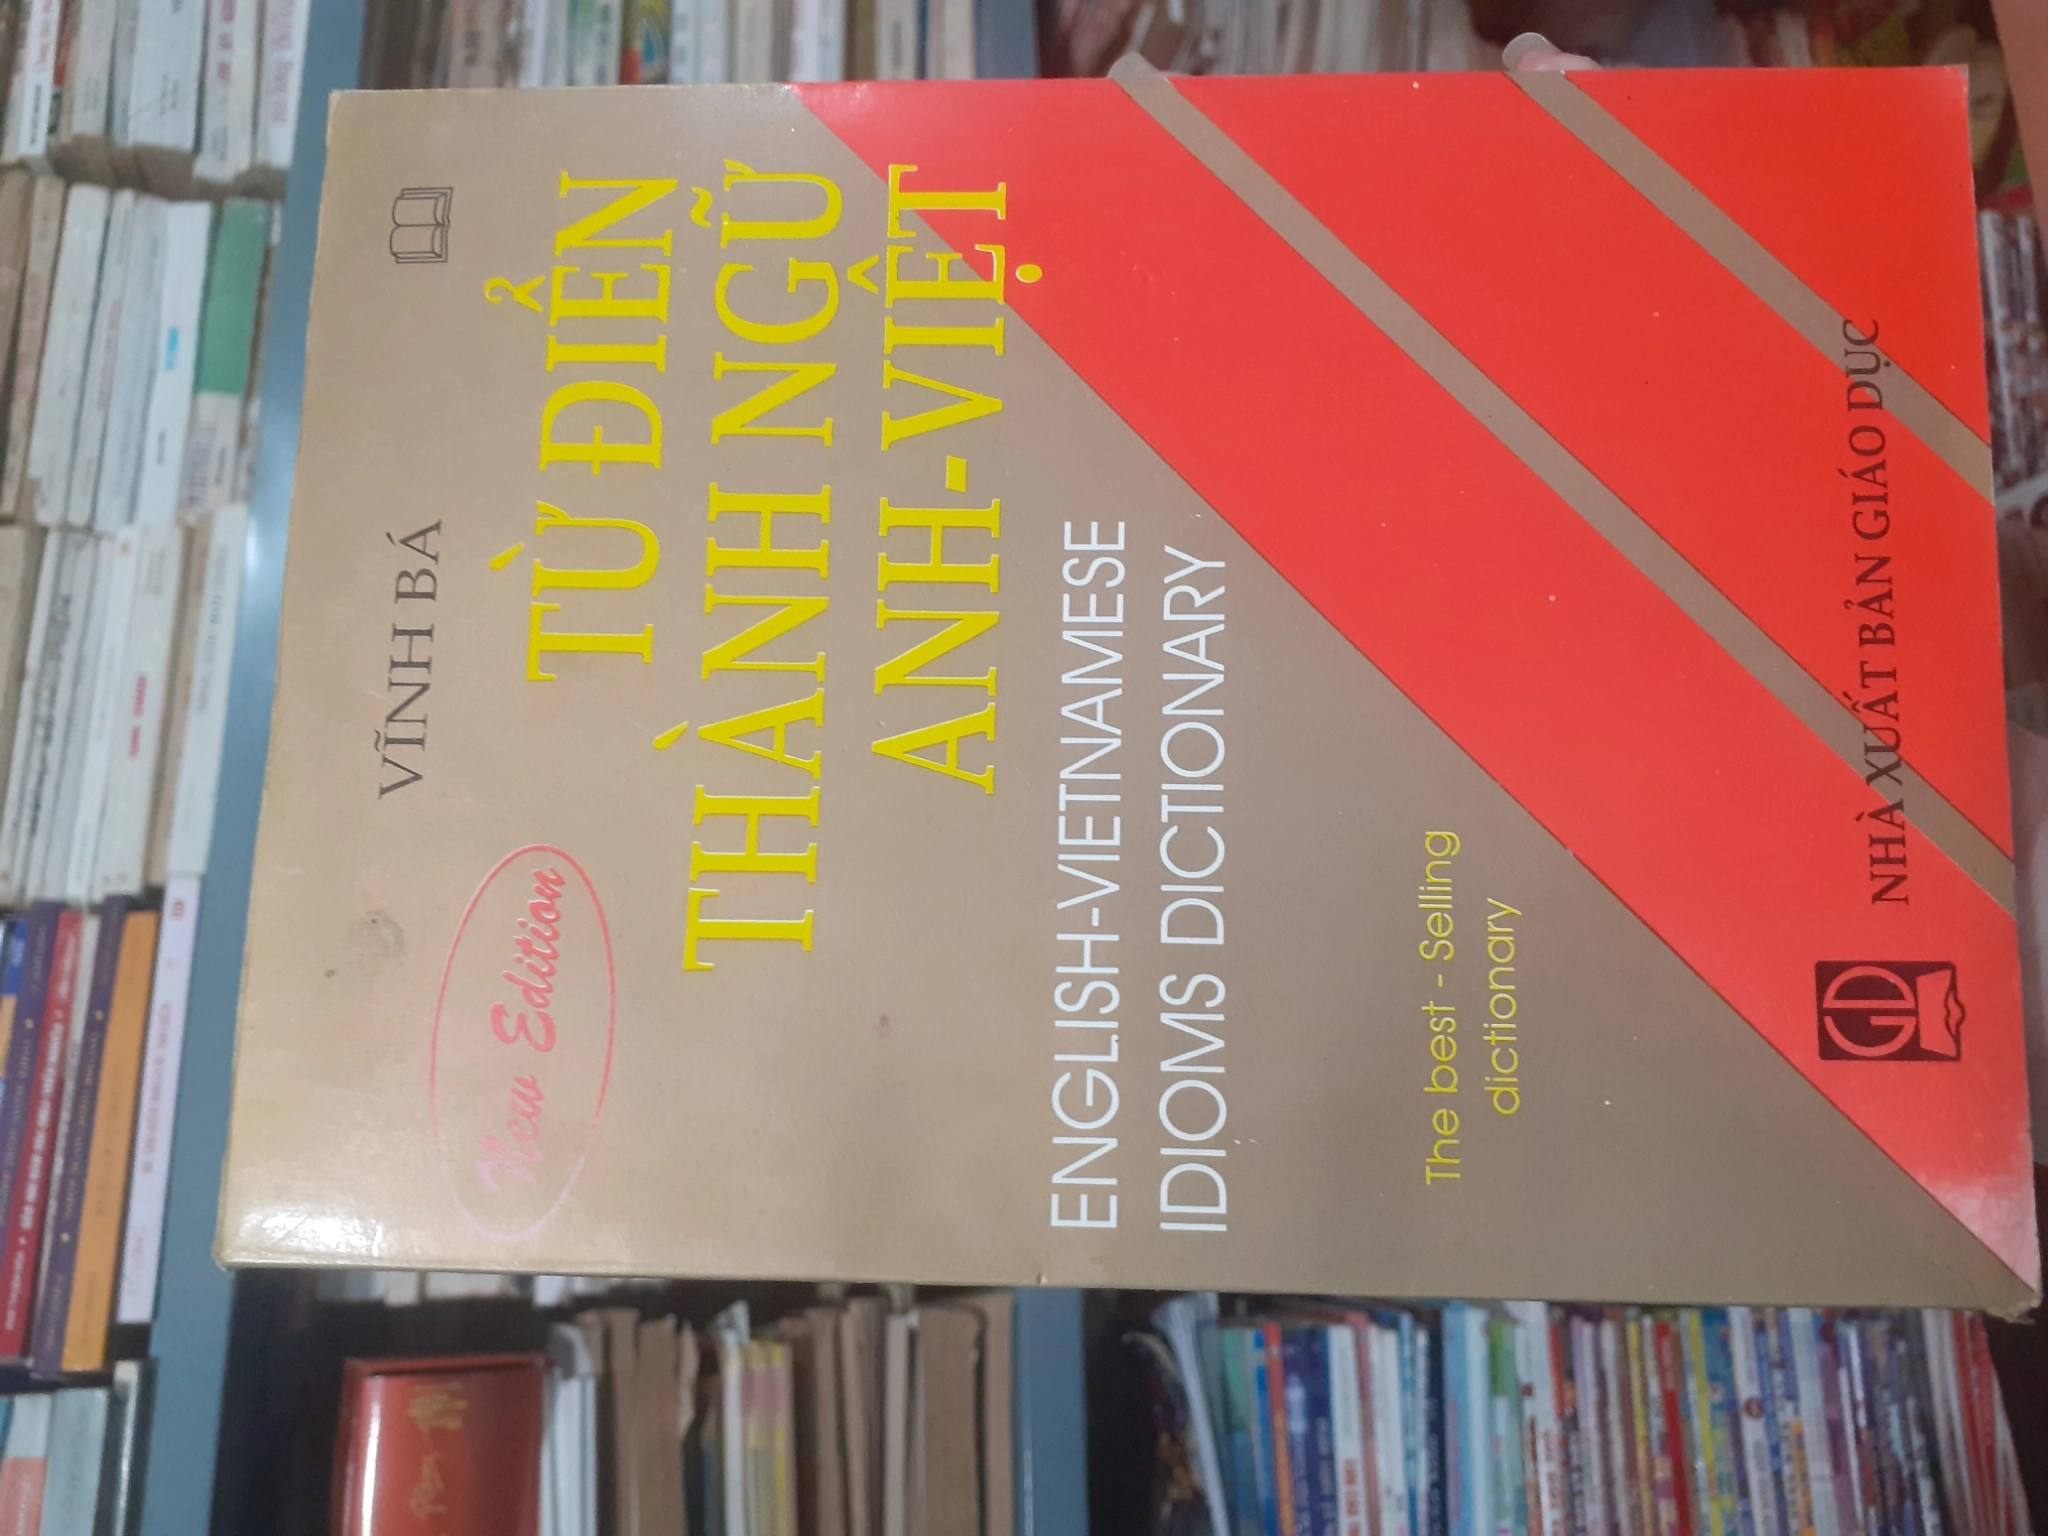 VĨNH BÁ
New Edition
TỪ ĐIỂN
THÀNH NGỮ
ANH-VIỆT
ENGLISH-VIETNAMESE
IDIOMS DICTIONARY
The best - Selling
dictionary
GD
NHÀ XUẤT BẢN GIÁO DỤC